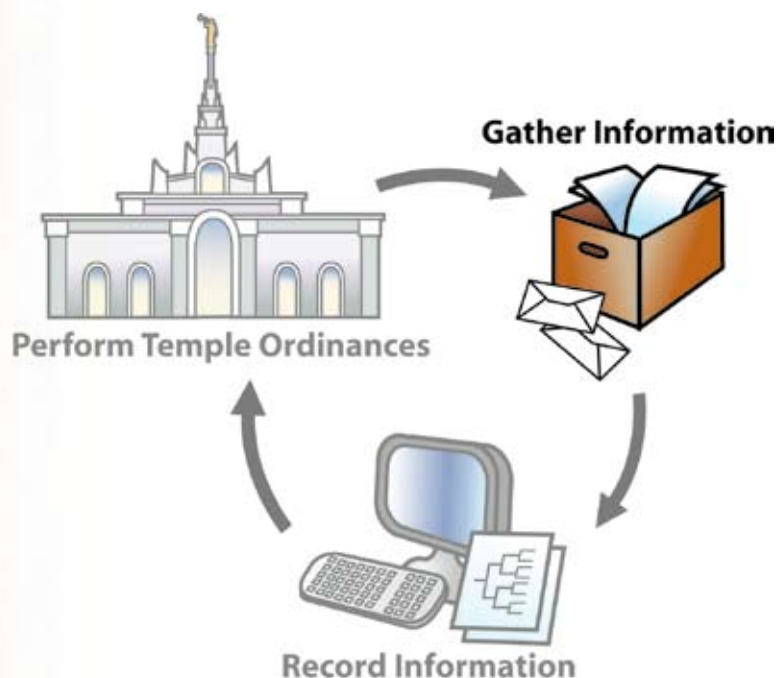 Gather Information
Perform Temple Ordinances
Record Information